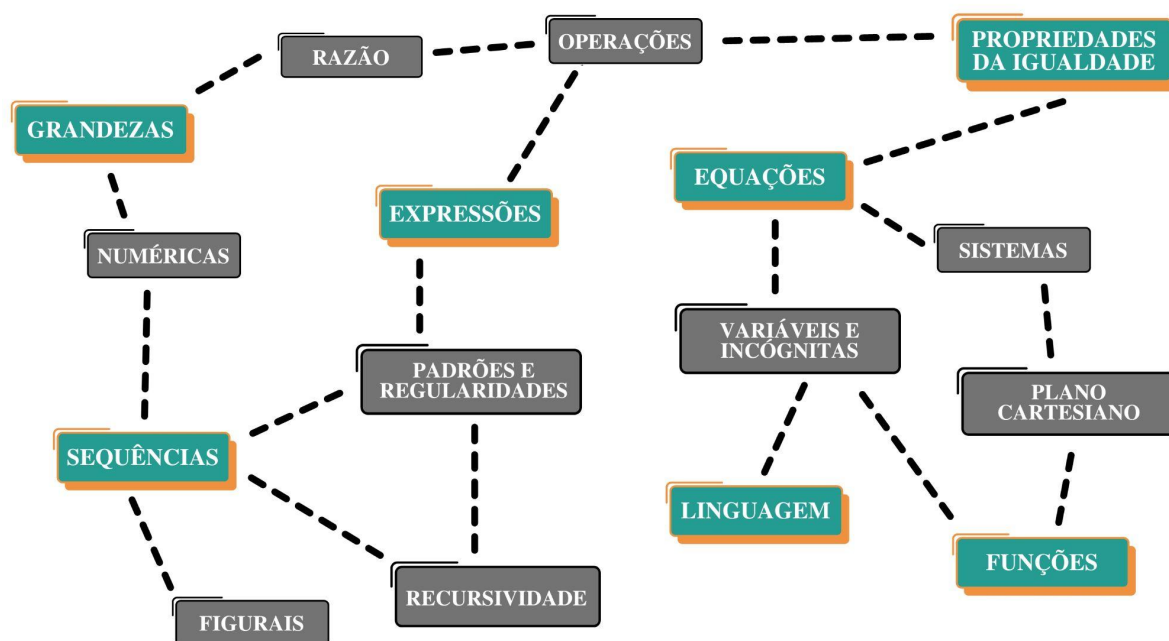 RAZÃO
OPERAÇÕES
PROPRIEDADES
DA IGUALDADE
GRANDEZAS
EXPRESSÕES
EQUAÇÕES
NUMÉRICAS
SISTEMAS
VARIÁVEIS E
INCÓGNITAS
PADRÕES E
REGULARIDADES
PLANO
CARTESIANO
SEQUÊNCIAS
LINGUAGEM
FUNÇÕES
RECURSIVIDADE
FIGURAIS